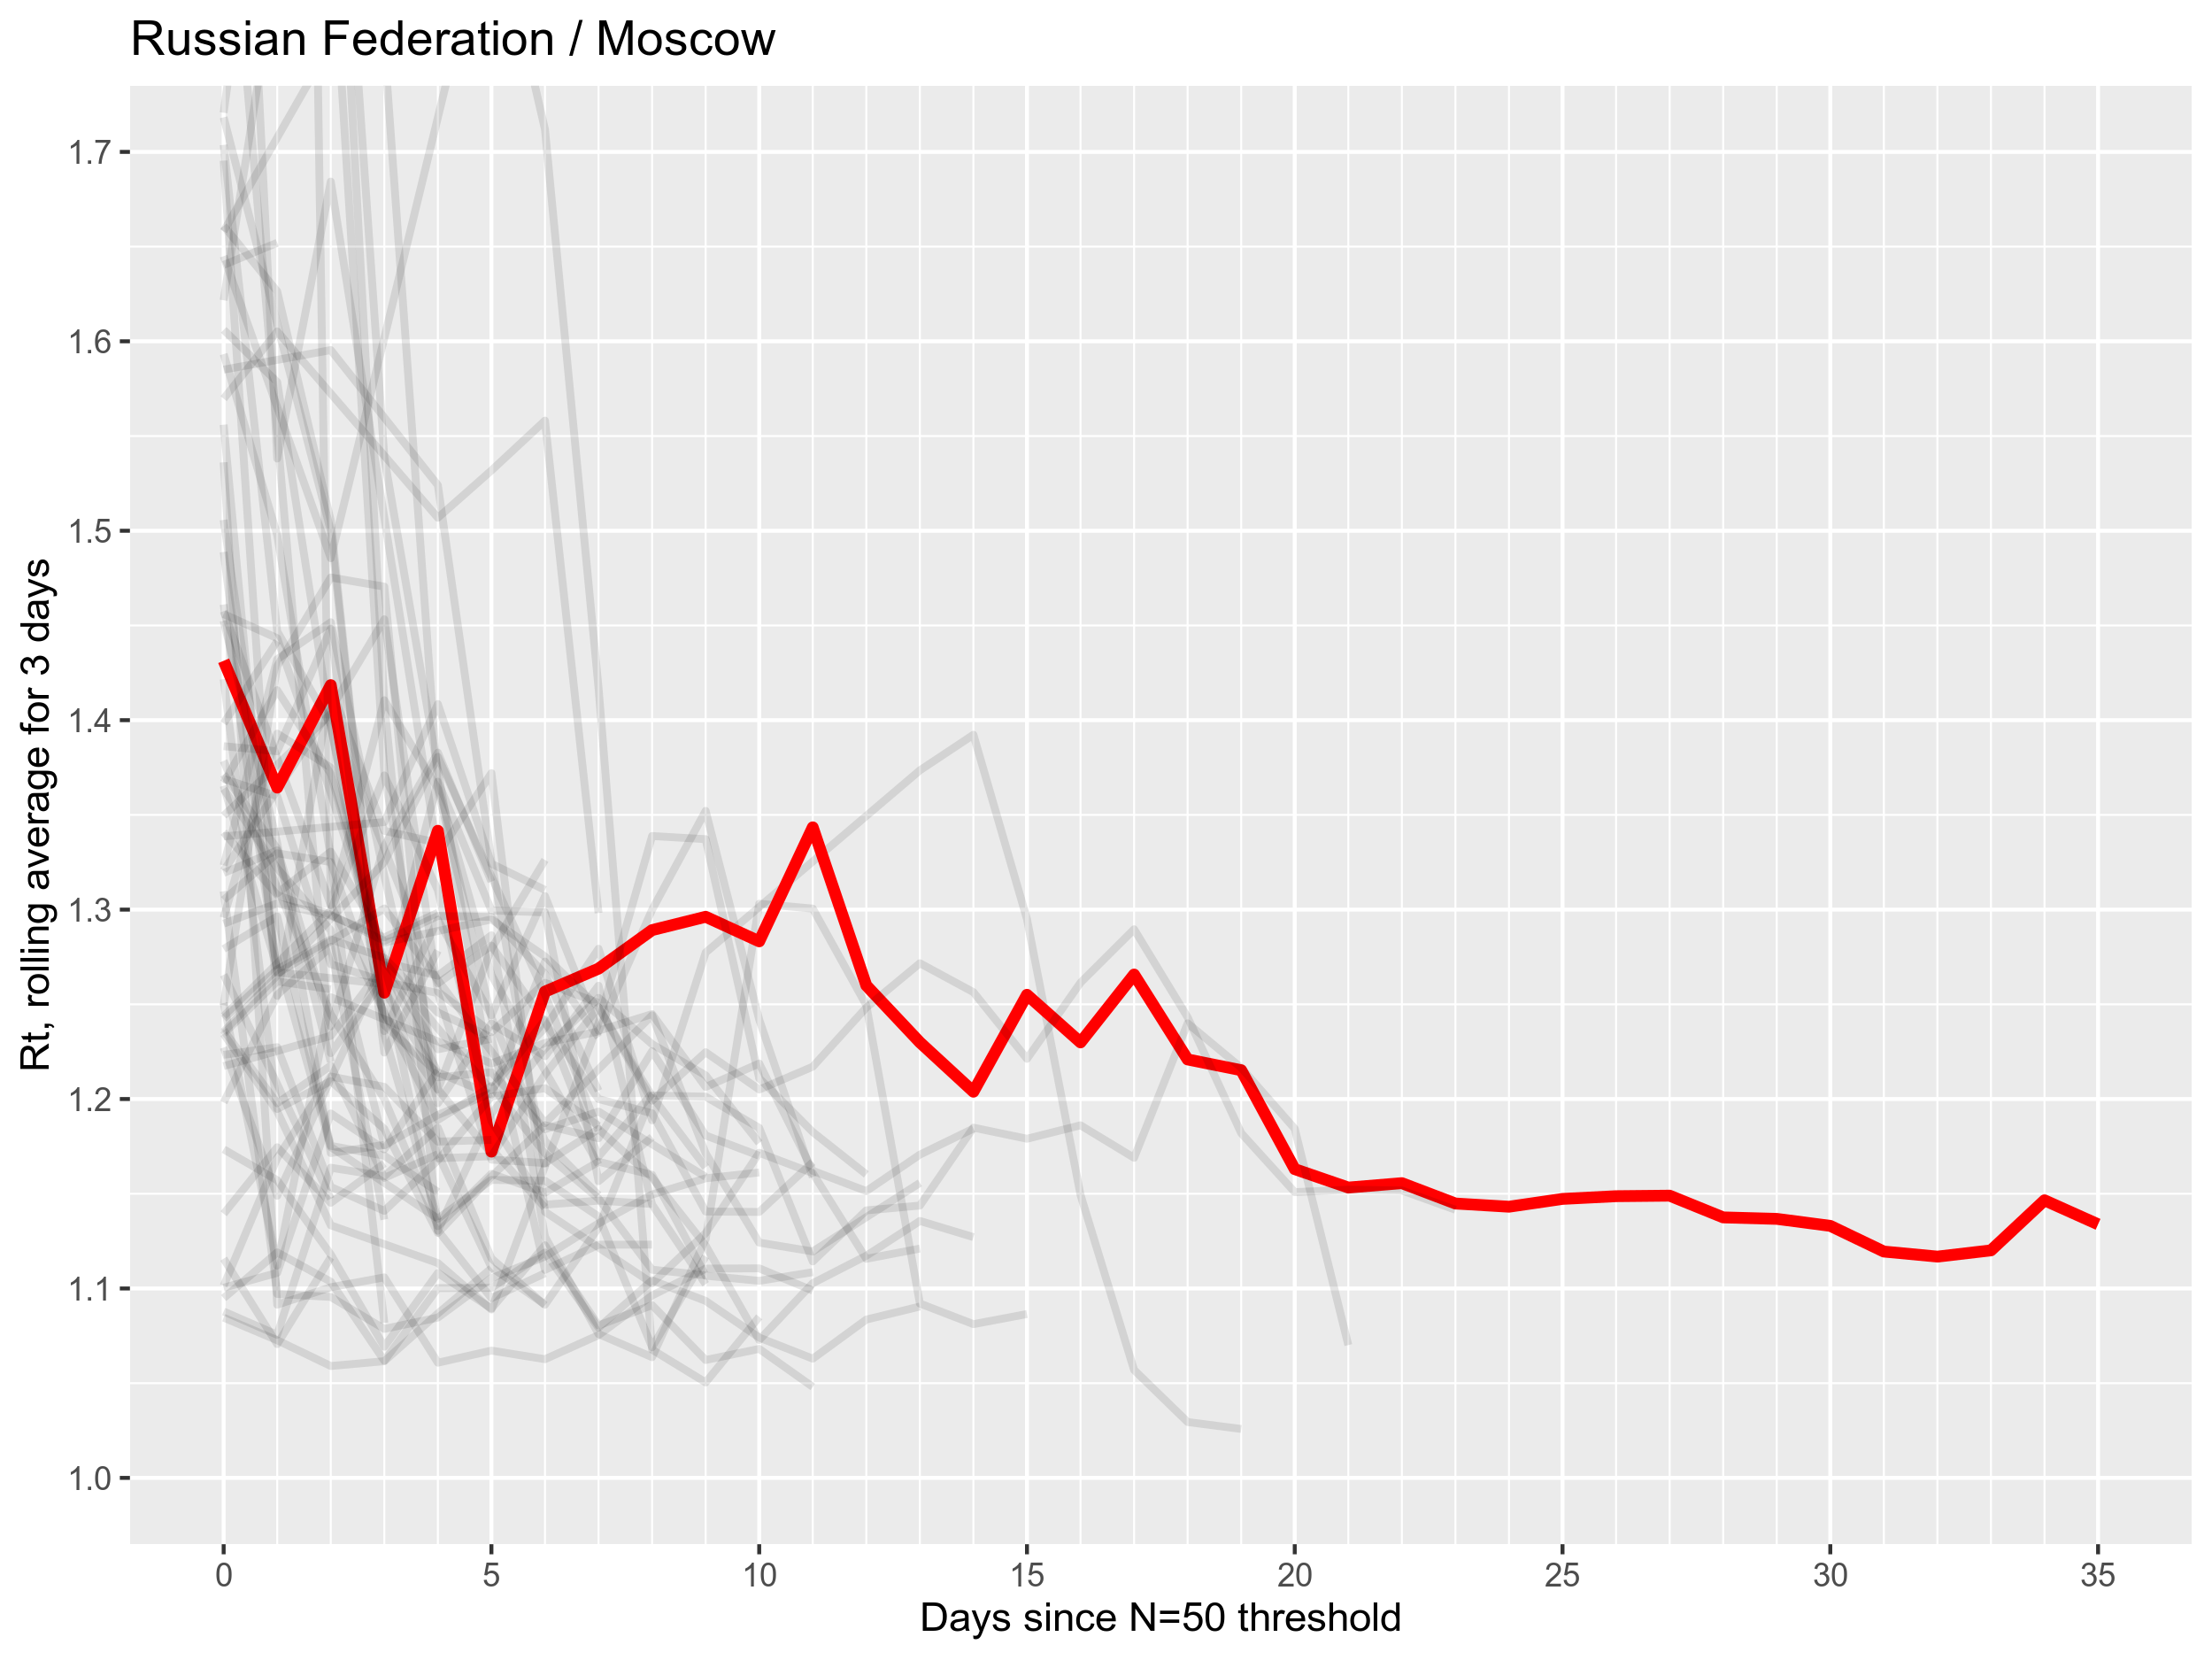 Russian Federation / Moscow
Rt, rolling average for 3 days
1.7
1.6
1.5
1.4
1.3
1.2
1.1
1.0
0 5 10 15 20 25 30 35
Days since N=50 threshold